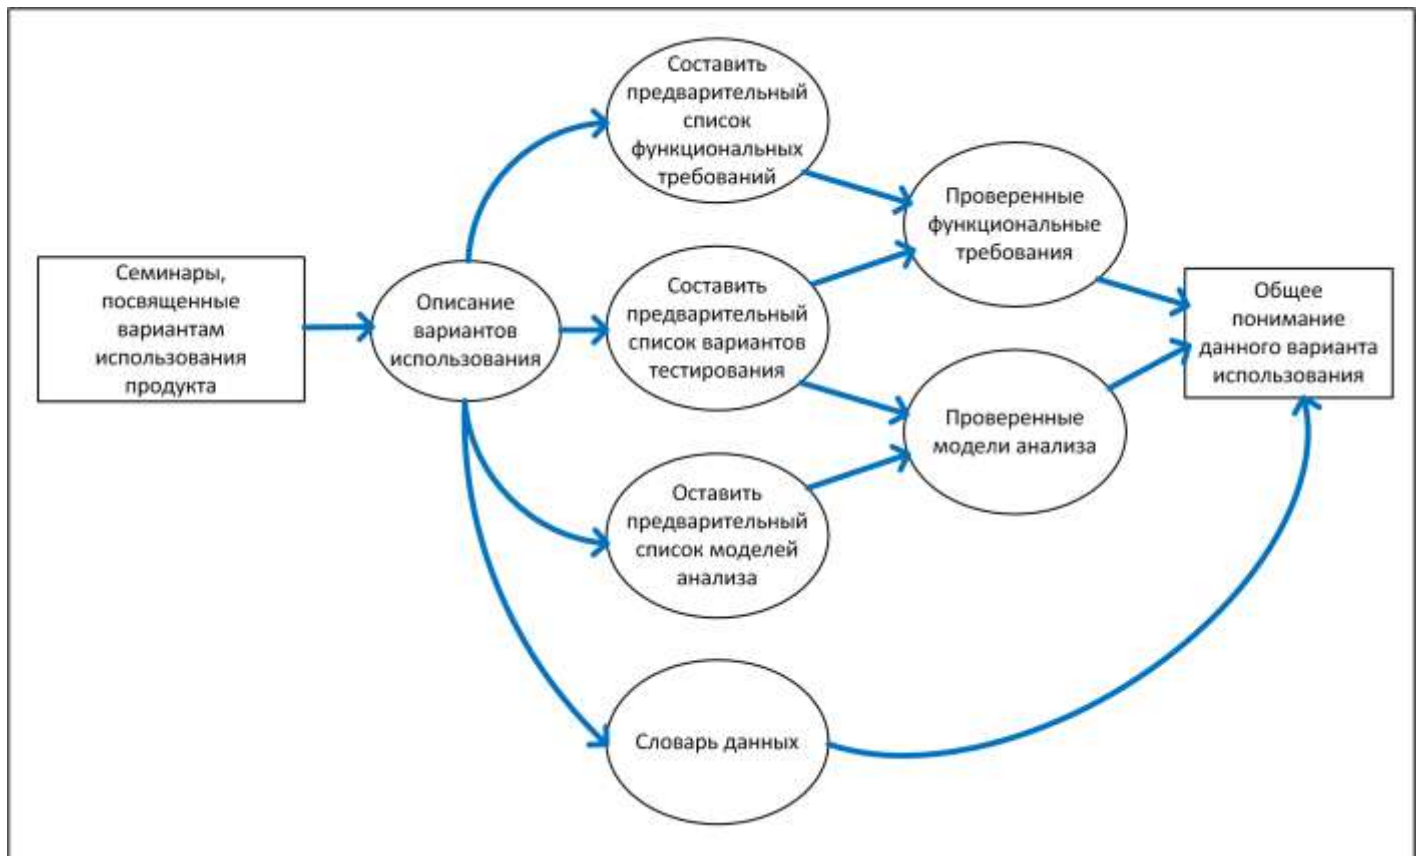 Семинары,
посвященные
вариантам
использования
продукта
Описание
вариантов
использования
Составить
предварительный
список
функциональных
требований
Составить
предварительный
список вариантов
тестирования
Оставить
предварительный
список моделей
анализа
Словарь данных
Проверенные
функциональные
требования
Проверенные
модели анализа
Общее
понимание
данного варианта
использования